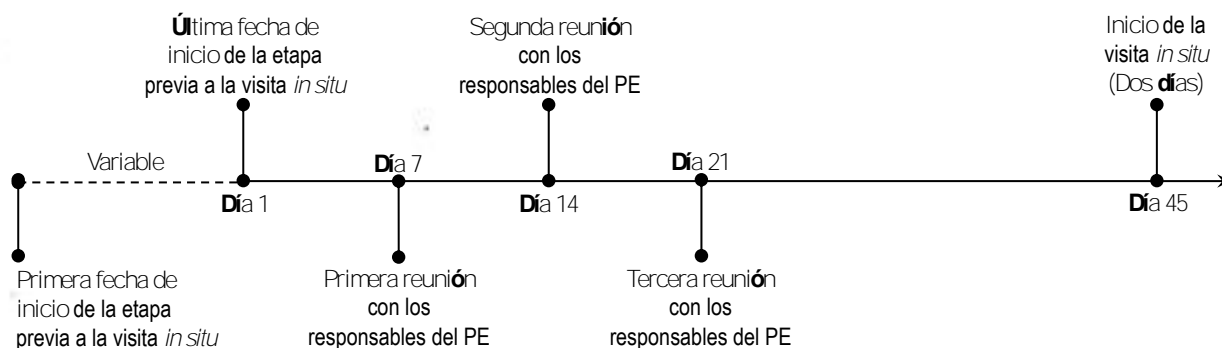 Última fecha de
inicio de la etapa
previa a la visita in situ
Segunda reunión
con los
responsables del PE
Inicio de la
visita in situ
(Dos días)
Variable
Día 7
Día 21
Día 1
Día 14
Día 45
Primera fecha de
inicio de la etapa
previa a la visita in situ
Primera reunión
con los
responsables del PE
Tercera reunión
con los
responsables del PE